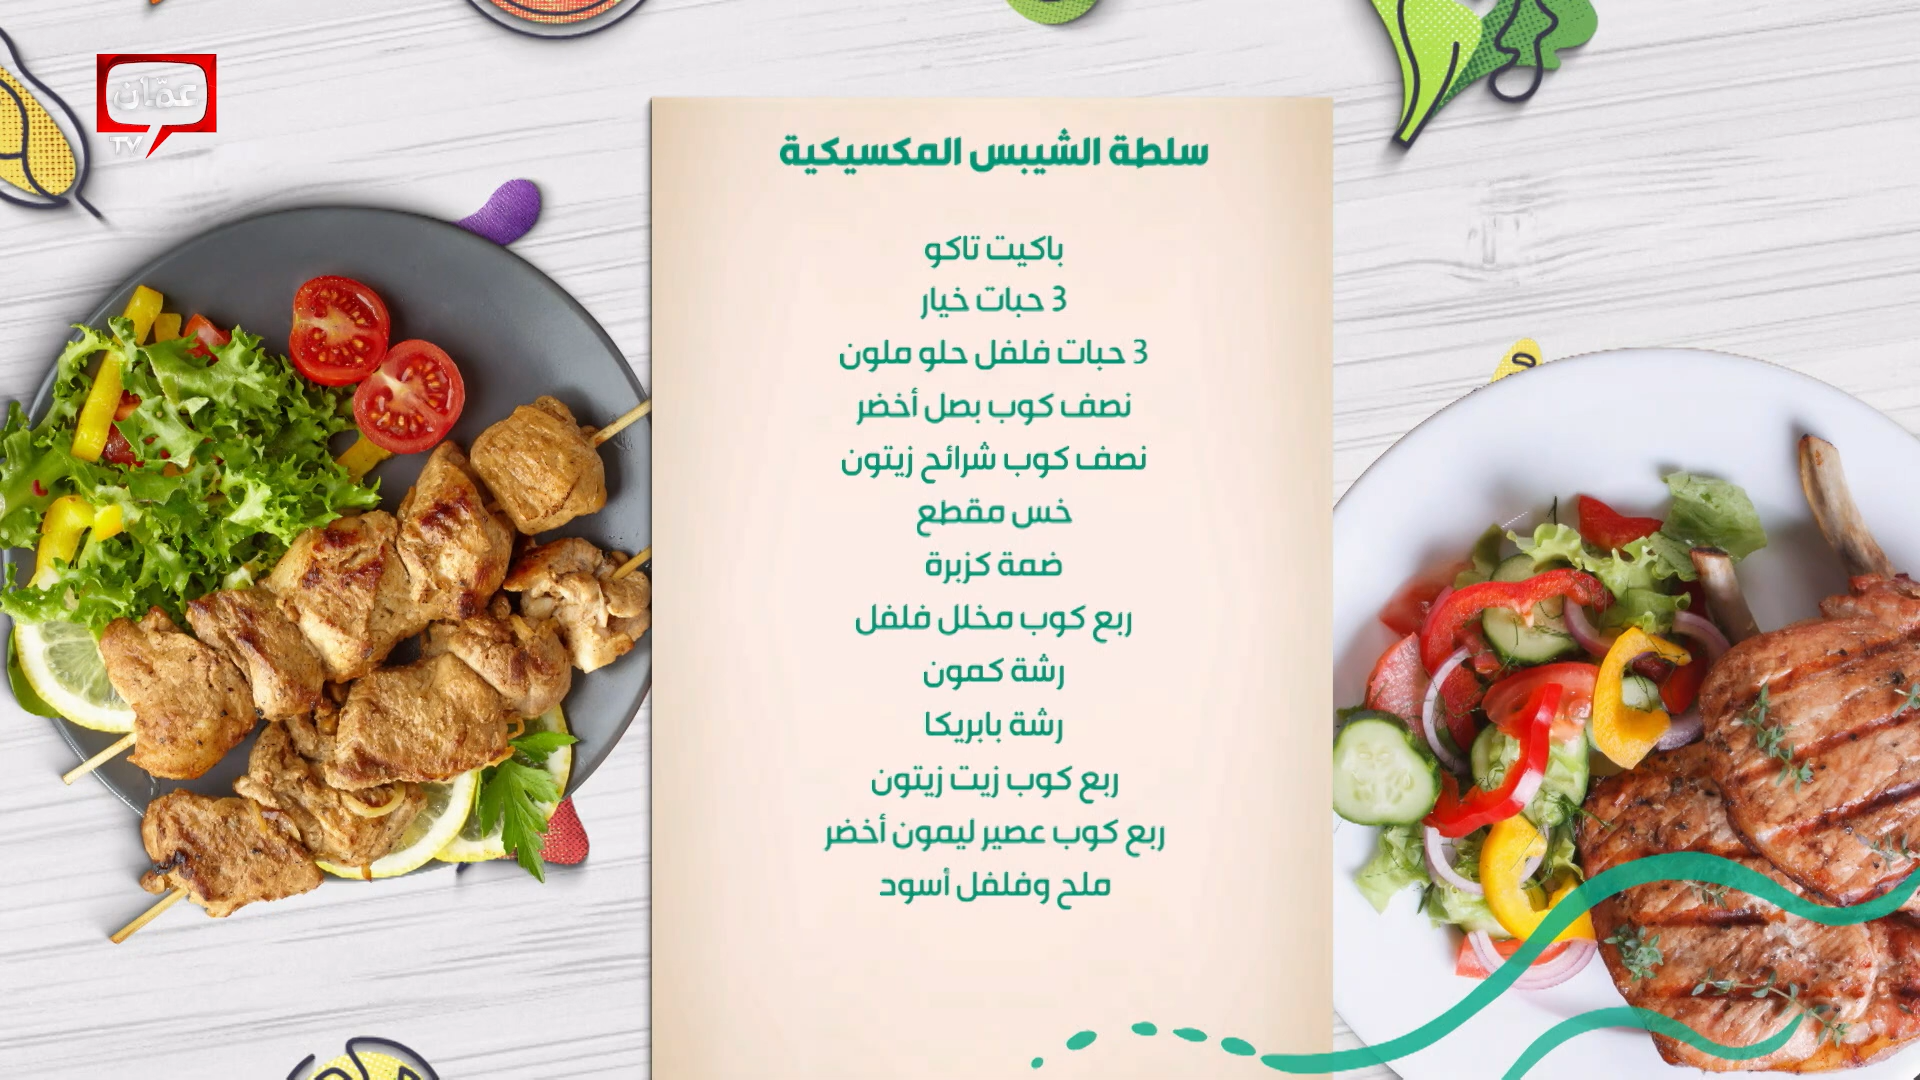 عمّان
TV
سلطة الشيبس المكسيكية
باكيت تاكو
3 حبات خيار
3 حبات فلفل حلو ملون
نصف كوب بصل أخضر
نصف كوب شرائح زيتون
خس مقطع
ضمة كزبرة
ربع كوب مخلل فلفل
رشة كمون
رشة بابريكا
ربع كوب زيت زيتون
ربع كوب عصير ليمون أخضر
ملح وفلفل أسود